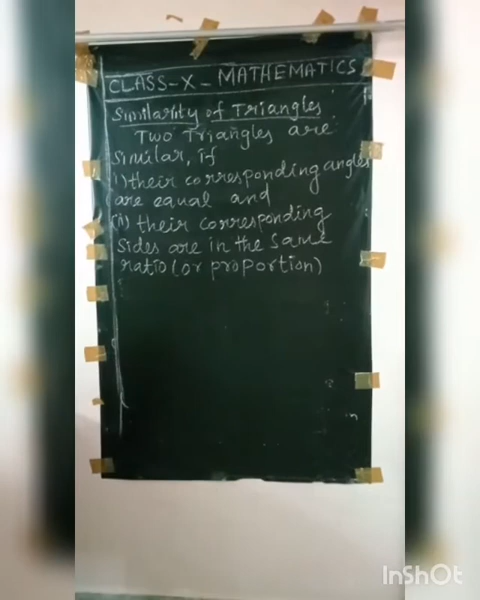 CLASS-X-MATHEMATICS
Similarity of Triangles
Two Triangles are
Similar, if
i) their corresponding angles
are equal and
(ii) their corresponding
Sides are in the Same
ratio (or proportion)
InShOt